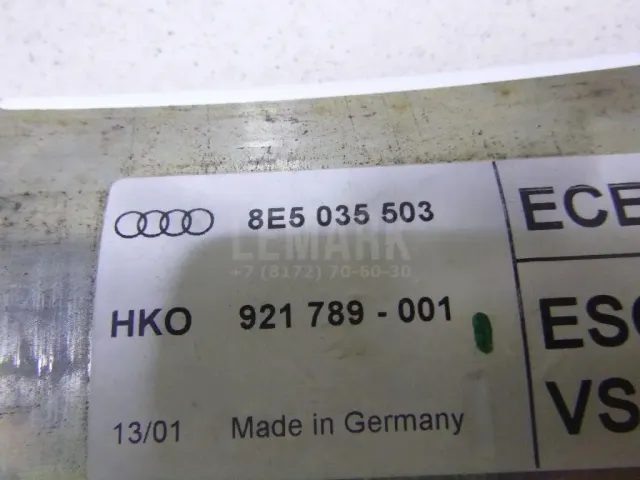 8E5 035 503
ECE
LEMARK
+7 (8172) 70-60-30
HKO 921 789 - 001
ES
VS
13/01 Made in Germany